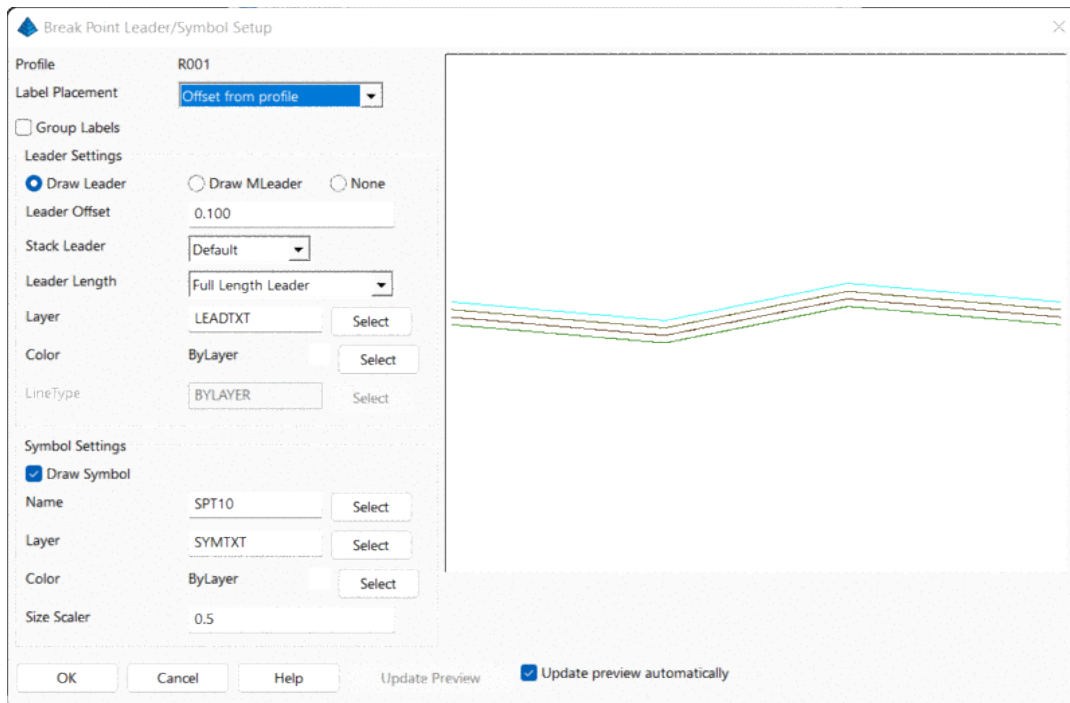 Break Point Leader/Symbol Setup
Profile R001
Label Placement Offset from profile
Group Labels
Leader Settings
Draw Leader Draw MLeader None
Leader Offset 0.100
Stack Leader Default
Leader Length Full Length Leader
Layer LEADTXT Select
Color ByLayer Select
LineType BYLAYER Select
Symbol Settings
Draw Symbol
Name SPT10 Select
Layer SYMTXT Select
Color ByLayer Select
Size Scaler 0.5
OK Cancel Help Update Preview Update preview automatically